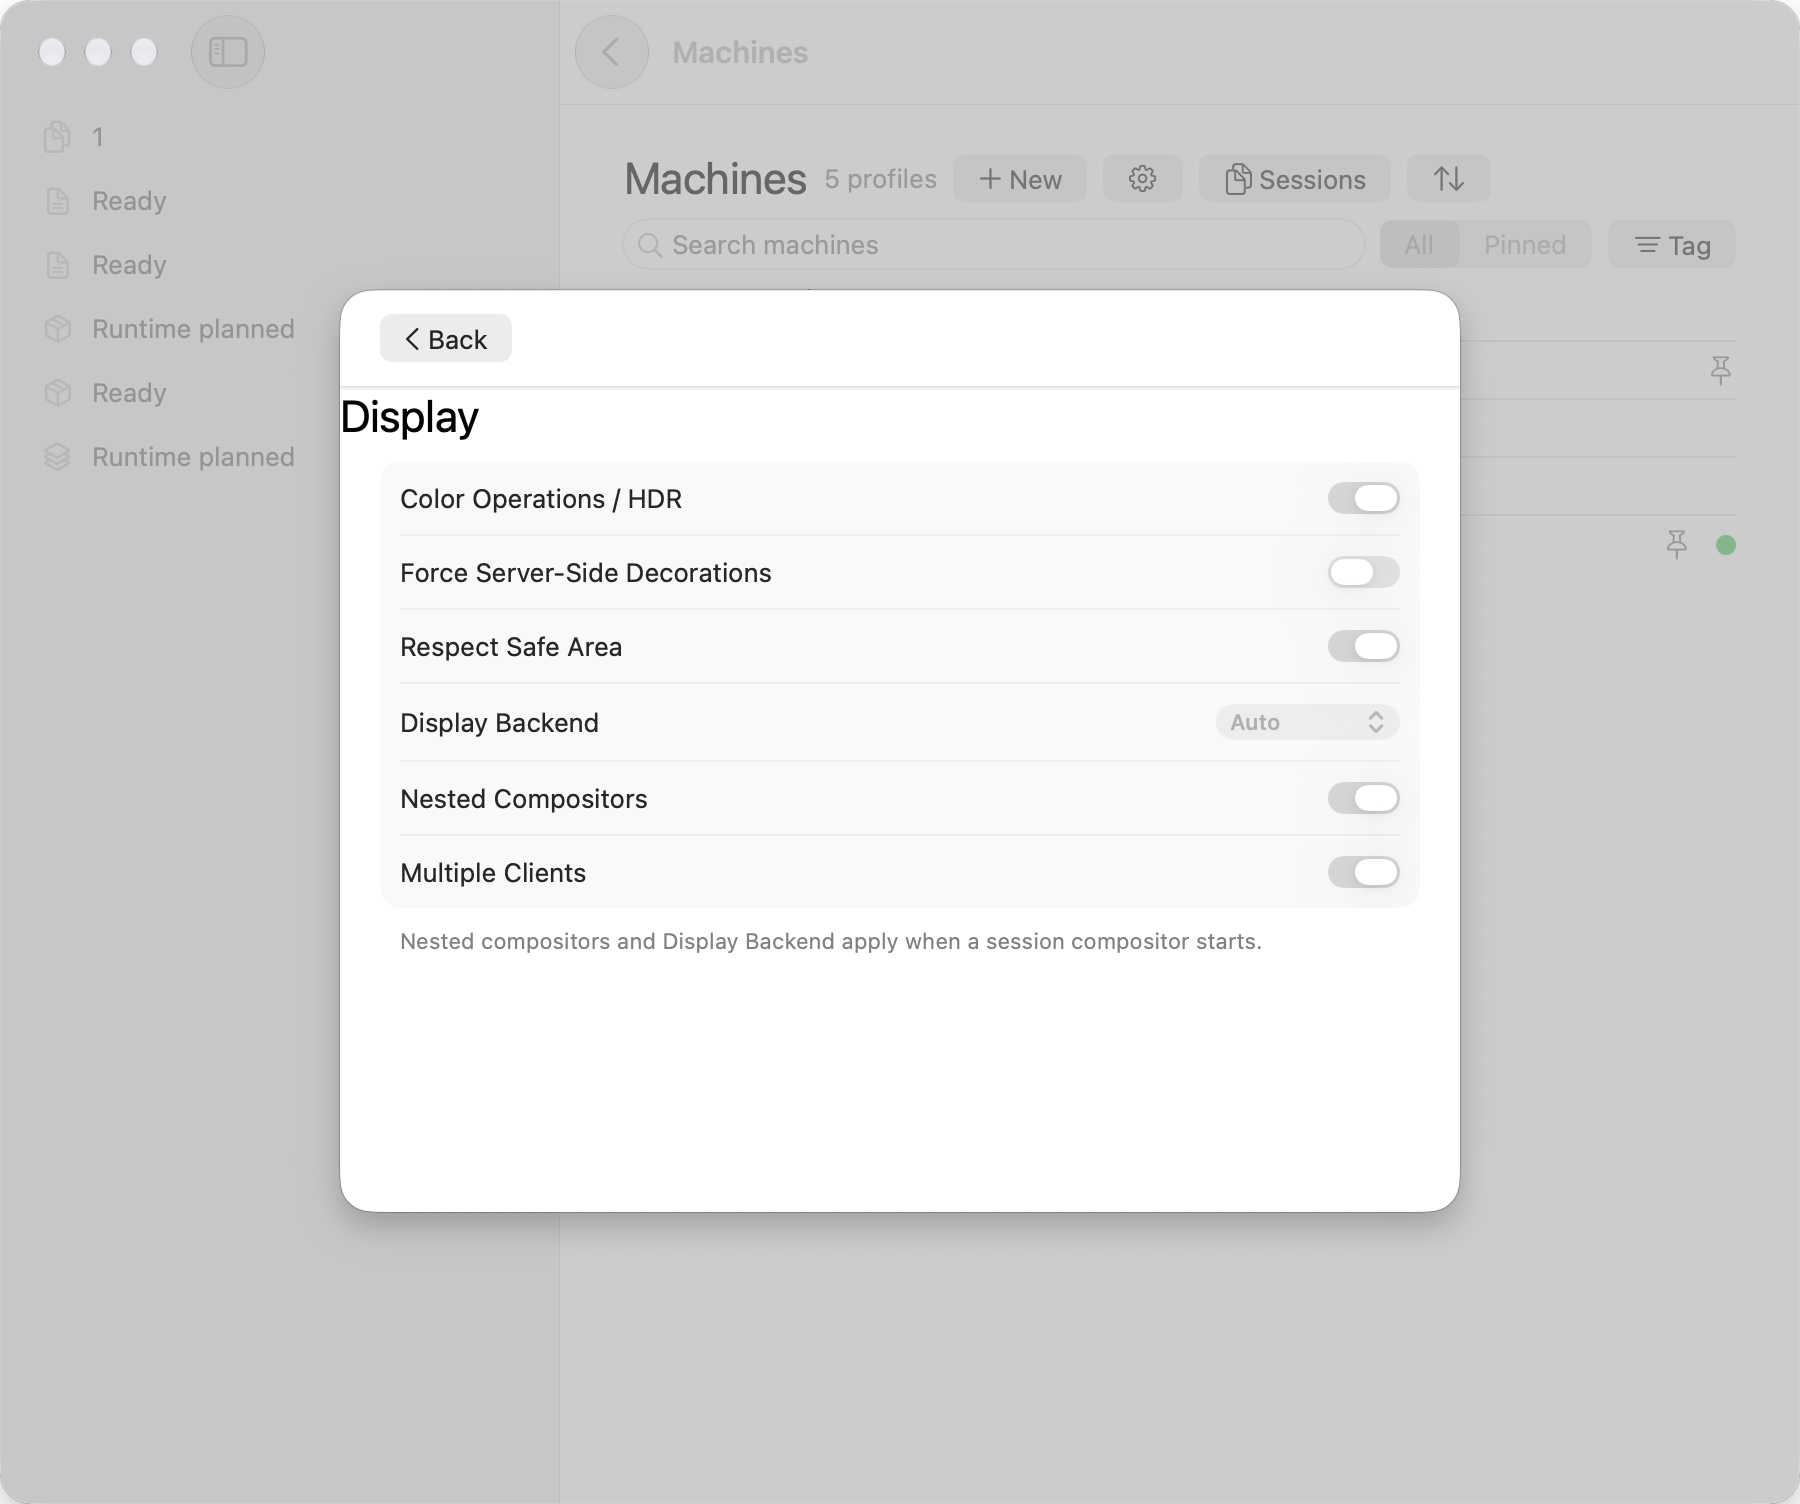 Machines
1
Ready
Ready
Runtime planned
Ready
Runtime planned
Machines 5 profiles + New Sessions
Search machines All Pinned Tag
Back
Display
Color Operations / HDR
Force Server-Side Decorations
Respect Safe Area
Display Backend Auto
Nested Compositors
Multiple Clients
Nested compositors and Display Backend apply when a session compositor starts.